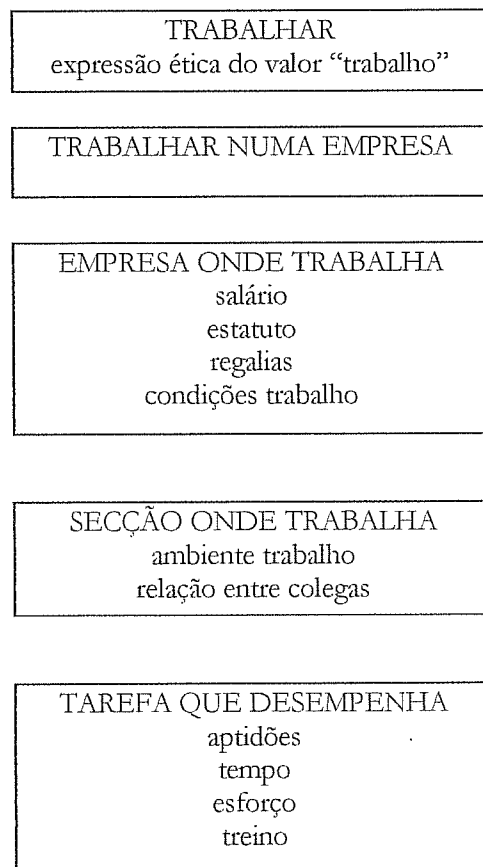 TRABALHAR
expressão ética do valor “trabalho”
TRABALHAR NUMA EMPRESA
EMPRESA ONDE TRABALHA
salário
estatuto
regalias
condições trabalho
SECÇÃO ONDE TRABALHA
ambiente trabalho
relação entre colegas
TAREFA QUE DESEMPENHA
aptidões
tempo
esforço
treino